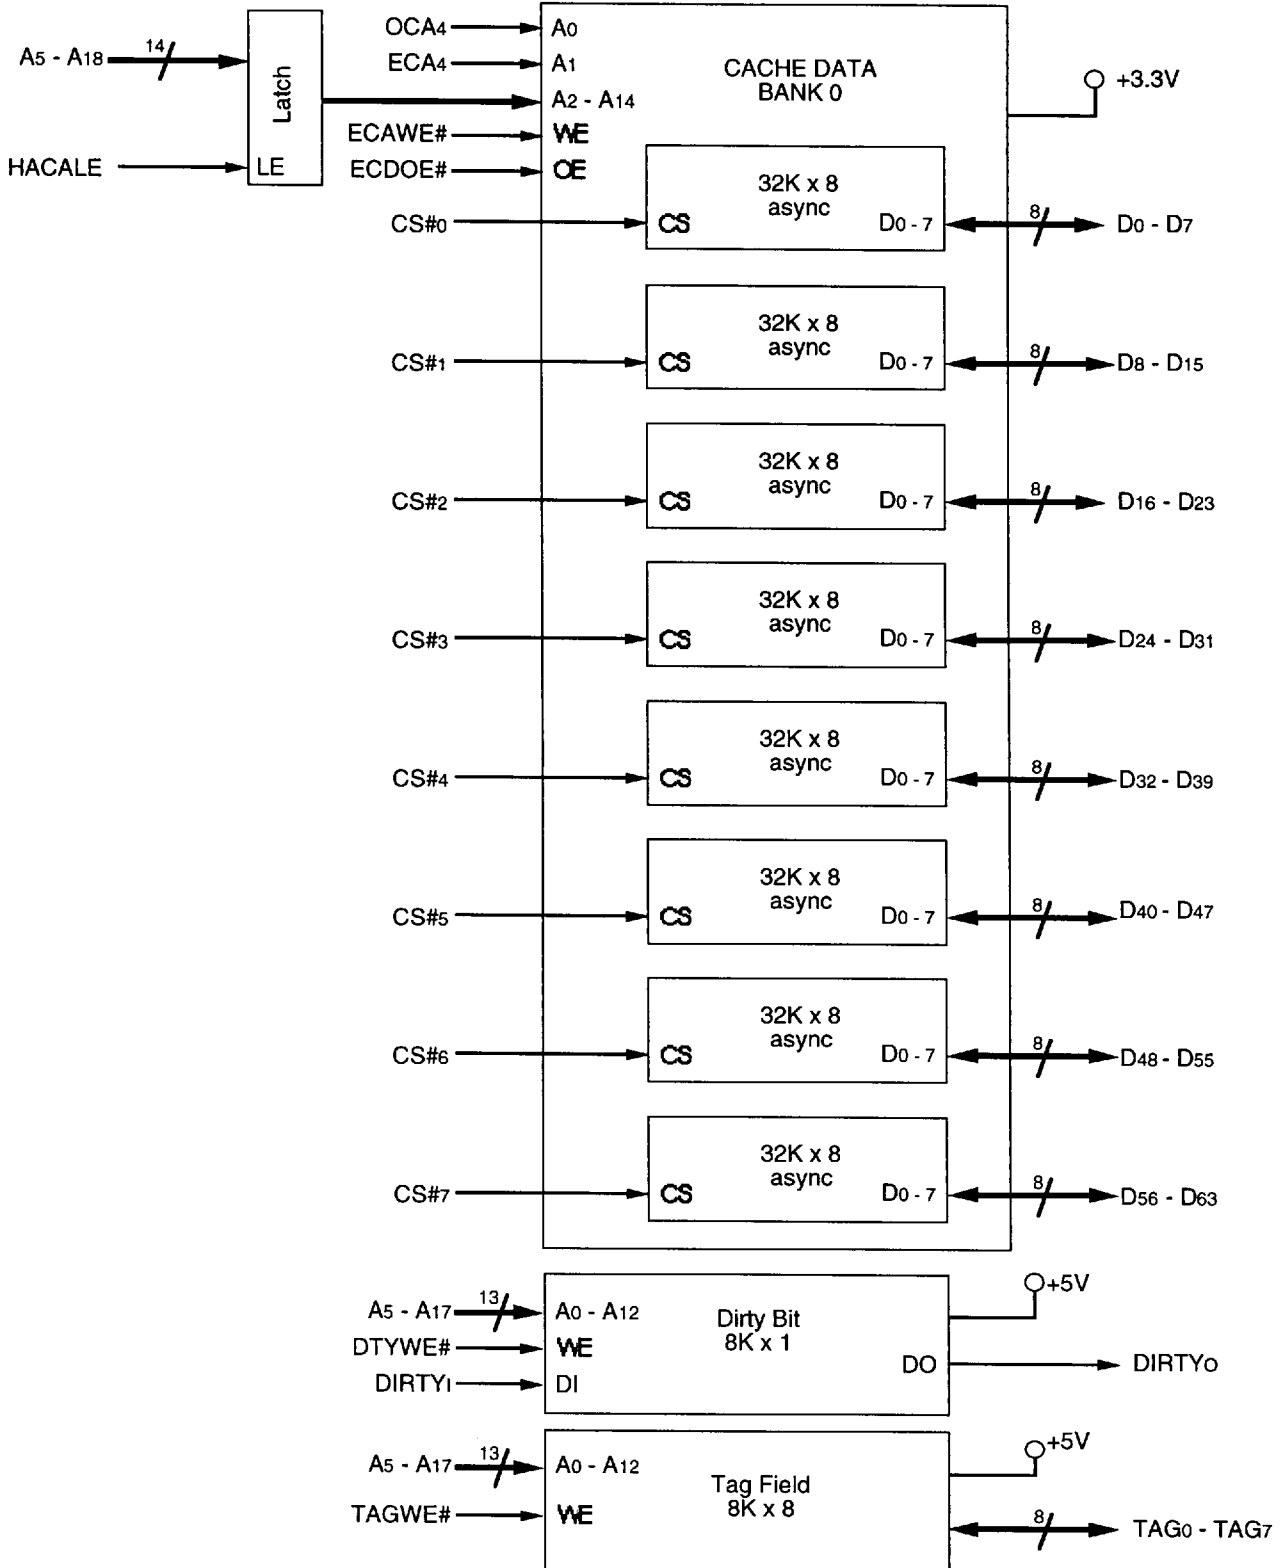 OCA4 A0
A5 - A18 14 Latch ECA4 A1 CACHE DATA +3.3V
BANK 0
A2 - A14
ECAWE# WE
HACALE LE ECDOE# OE
32K x 8
async
CS#0 CS D0 - 7 8 D0 - D7
32K x 8
async
CS#1 CS D0 - 7 8 D8 - D15
32K x 8
async
CS#2 CS D0 - 7 8 D16 - D23
32K x 8
async
CS#3 CS D0 - 7 8 D24 - D31
32K x 8
async
CS#4 CS D0 - 7 8 D32 - D39
32K x 8
async
CS#5 CS D0 - 7 8 D40 - D47
32K x 8
async
CS#6 CS D0 - 7 8 D48 - D55
32K x 8
async
CS#7 CS D0 - 7 8 D56 - D63
+5V
A5 - A17 13 A0 - A12 Dirty Bit
DTYWE# WE 8K x 1
DO DIRTYO
DIRTYI DI
+5V
A5 - A17 13 A0 - A12
Tag Field
TAGWE# WE 8K x 8
8 TAG0 - TAG7